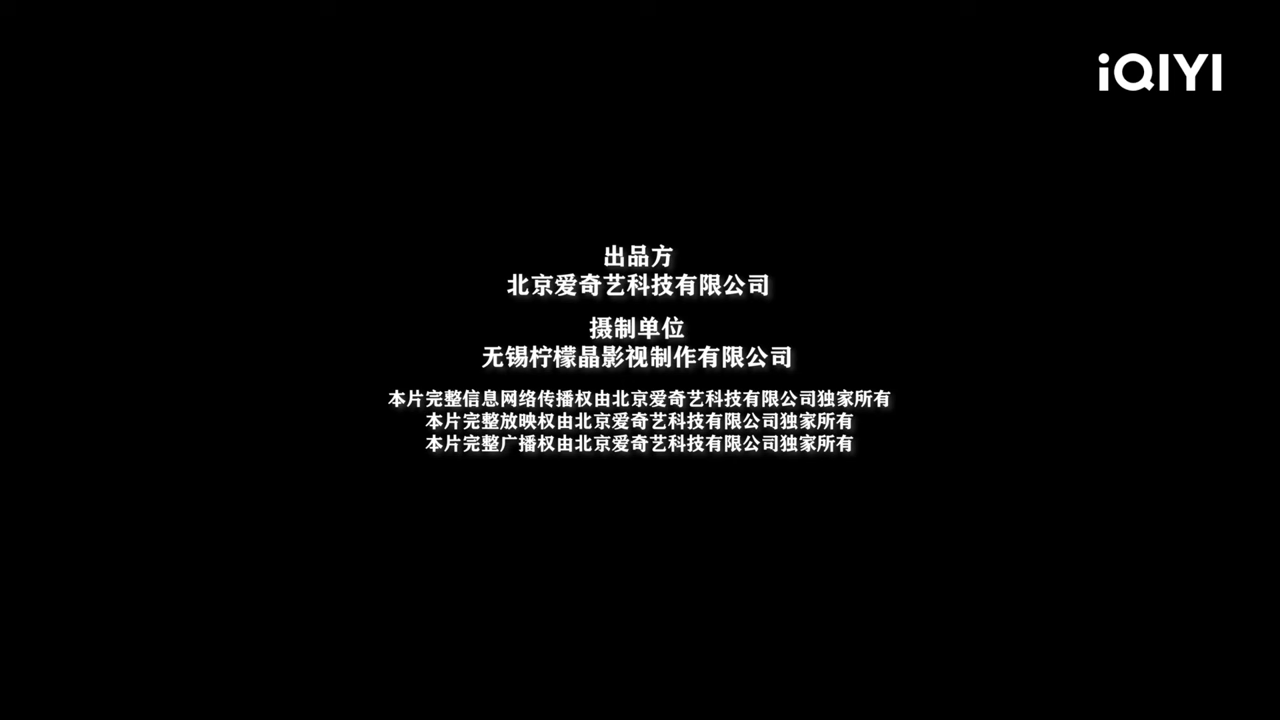 iQIYI
出品方
北京爱奇艺科技有限公司
摄制单位
无锡柠檬晶影视制作有限公司
本片完整信息网络传播权由北京爱奇艺科技有限公司独家所有
本片完整放映权由北京爱奇艺科技有限公司独家所有
本片完整广播权由北京爱奇艺科技有限公司独家所有